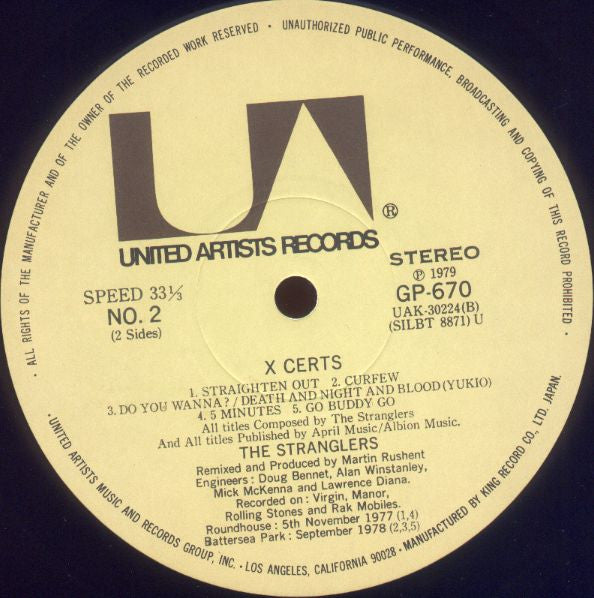 · ALL RIGHTS OF THE MANUFACTURER AND OF THE OWNER OF THE RECORDED WORK RESERVED · UNAUTHORIZED PUBLIC PERFORMANCE, BROADCASTING AND COPYING OF THIS RECORD PROHIBITED ·
UA®
UNITED ARTISTS RECORDS
STEREO
Ⓟ 1979
SPEED 33⅓
GP-670
NO. 2
UAK-30224(B)
(2 Sides)
(SILBT 8871) U
X CERTS
1. STRAIGHTEN OUT 2. CURFEW
3. DO YOU WANNA? / DEATH AND NIGHT AND BLOOD (YUKIO)
4. 5 MINUTES 5. GO BUDDY GO
All titles Composed by The Stranglers
And All titles Published by April Music/Albion Music.
THE STRANGLERS
Remixed and Produced by Martin Rushent
Engineers : Doug Bennet, Alan Winstanley,
Mick McKenna and Lawrence Diana.
Recorded on : Virgin, Manor,
Rolling Stones and Rak Mobiles.
Roundhouse : 5th November 1977 (1,4)
Battersea Park : September 1978 (2,3,5)
· UNITED ARTISTS MUSIC AND RECORDS GROUP, INC. · LOS ANGELES, CALIFORNIA 90028 · MANUFACTURED BY KING RECORD CO., LTD. JAPAN.